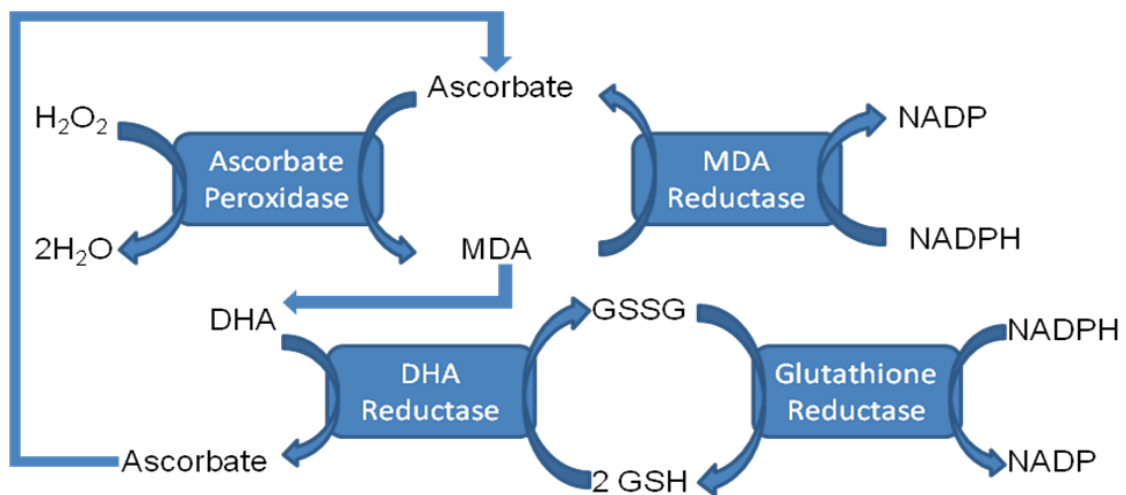 Ascorbate
H₂O₂
NADP
Ascorbate
Peroxidase
MDA
Reductase
2H₂O
MDA
NADPH
DHA
GSSG
NADPH
DHA
Reductase
Glutathione
Reductase
Ascorbate
2 GSH
NADP